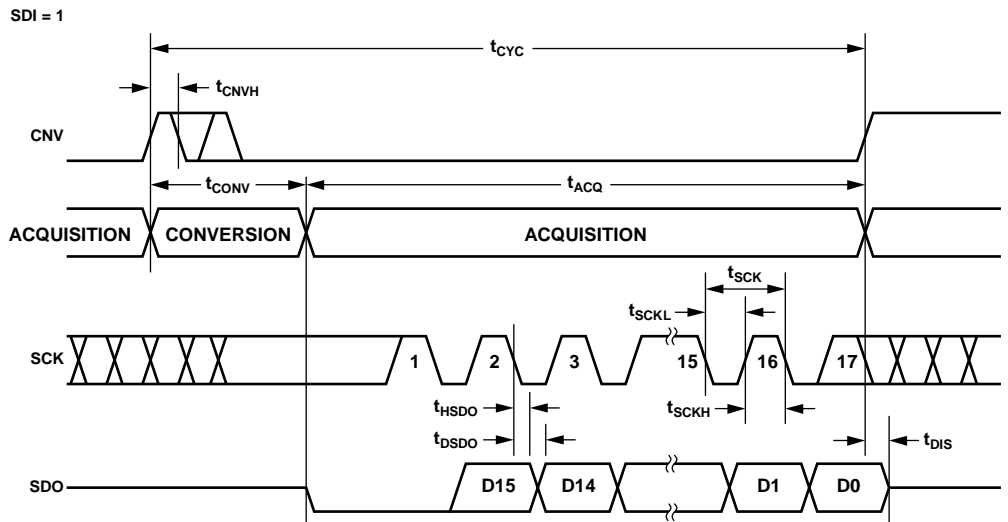 SDI = 1
tCYC
tCNVH
CNV
tCONV tACQ
ACQUISITION CONVERSION ACQUISITION
tSCK
tSCKL
SCK 1 2 3 15 16 17
tHSDO tSCKH
tDSDO tDIS
SDO D15 D14 D1 D0